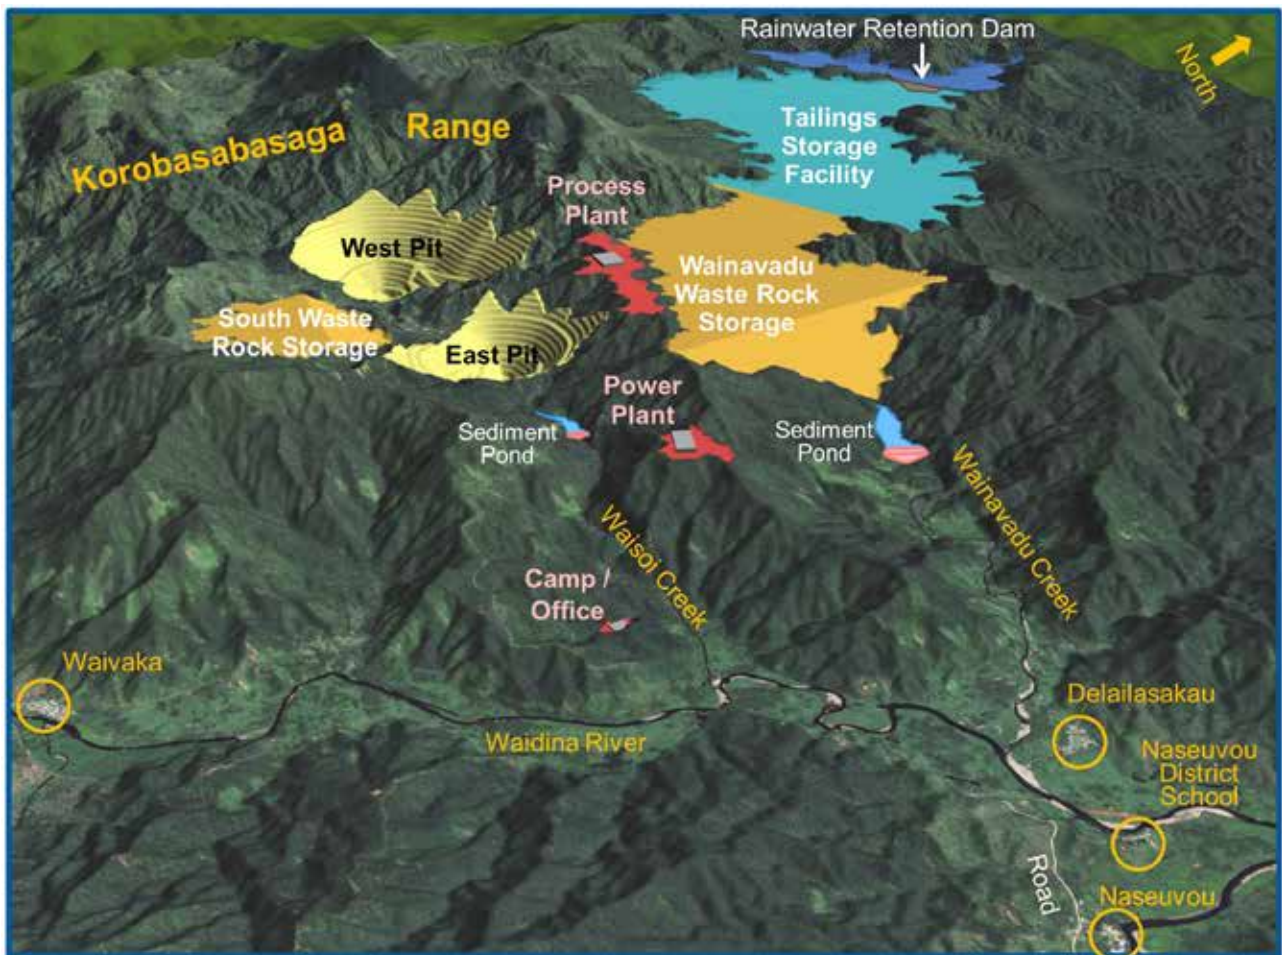 Rainwater Retention Dam
North
Tailings
Storage
Facility
Korobasabasaga Range
Process
Plant
West Pit
Wainavadu
Waste Rock
Storage
South Waste
Rock Storage
East Pit
Power
Plant
Sediment
Pond
Sediment
Pond
Wainavadu Creek
Waisoi Creek
Camp /
Office
Waivaka
Delailasakau
Waidina River
Naseuvou
District
School
Road
Naseuvou